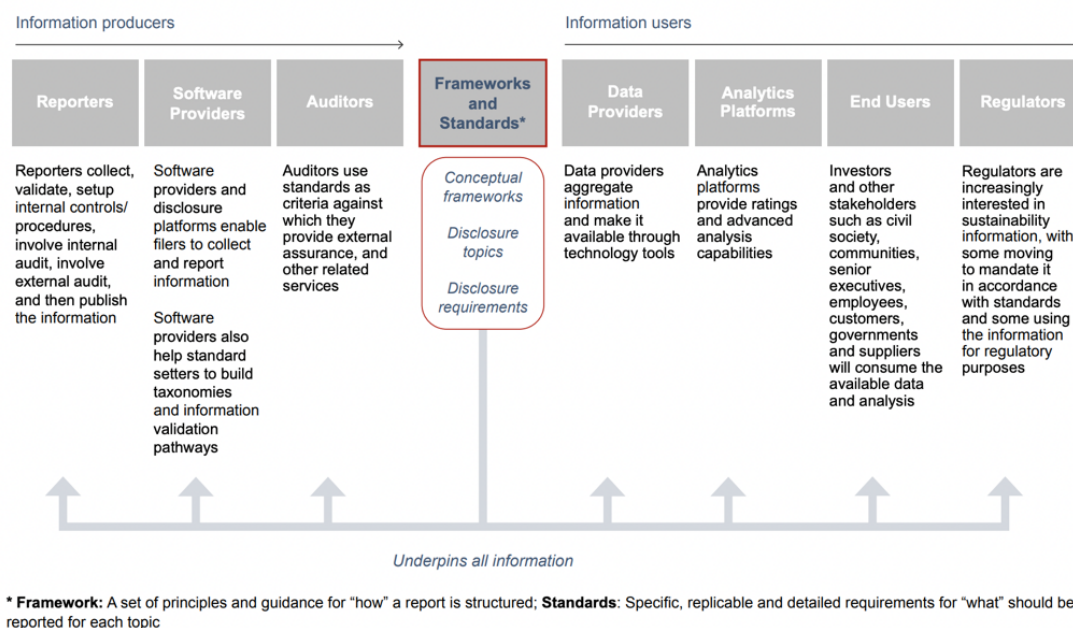 Information producers
Information users
Reporters
Software
Providers
Auditors
Frameworks
and
Standards*
Data
Providers
Analytics
Platforms
End Users
Regulators
Reporters collect,
validate, setup
internal controls/
procedures,
involve internal
audit, involve
external audit,
and then publish
the information
Software
providers and
disclosure
platforms enable
filers to collect
and report
information
Software
providers also
help standard
setters to build
taxonomies
and information
validation
pathways
Auditors use
standards as
criteria against
which they
provide external
assurance, and
other related
services
Conceptual
frameworks
Disclosure
topics
Disclosure
requirements
Data providers
aggregate
information
and make it
available through
technology tools
Analytics
platforms
provide ratings
and advanced
analysis
capabilities
Investors
and other
stakeholders
such as civil
society,
communities,
senior
executives,
employees,
customers,
governments
and suppliers
will consume the
available data
and analysis
Regulators are
increasingly
interested in
sustainability
information, with
some moving
to mandate it
in accordance
with standards
and some using
the information
for regulatory
purposes
Underpins all information
* Framework: A set of principles and guidance for “how” a report is structured; Standards: Specific, replicable and detailed requirements for “what” should be
reported for each topic